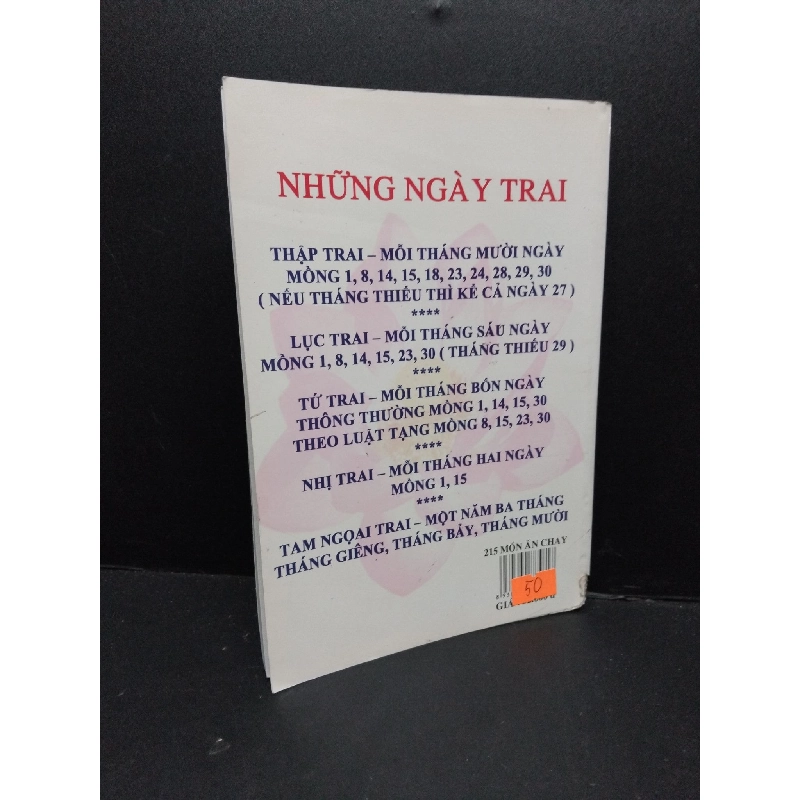 NHỮNG NGÀY TRAI
THẬP TRAI – MỖI THÁNG MƯỜI NGÀY
MỒNG 1, 8, 14, 15, 18, 23, 24, 28, 29, 30
( NẾU THÁNG THIẾU THÌ KỂ CẢ NGÀY 27 )
****
LỤC TRAI – MỖI THÁNG SÁU NGÀY
MỒNG 1, 8, 14, 15, 23, 30 ( THÁNG THIẾU 29 )
****
TỨ TRAI – MỖI THÁNG BỐN NGÀY
THÔNG THƯỜNG MỒNG 1, 14, 15, 30
THEO LUẬT TẠNG MỒNG 8, 15, 23, 30
****
NHỊ TRAI – MỖI THÁNG HAI NGÀY
MỒNG 1, 15
****
TAM NGOẠI TRAI – MỘT NĂM BA THÁNG
THÁNG GIÊNG, THÁNG BẢY, THÁNG MƯỜI
215 MÓN ĂN CHAY
50
GIÁ